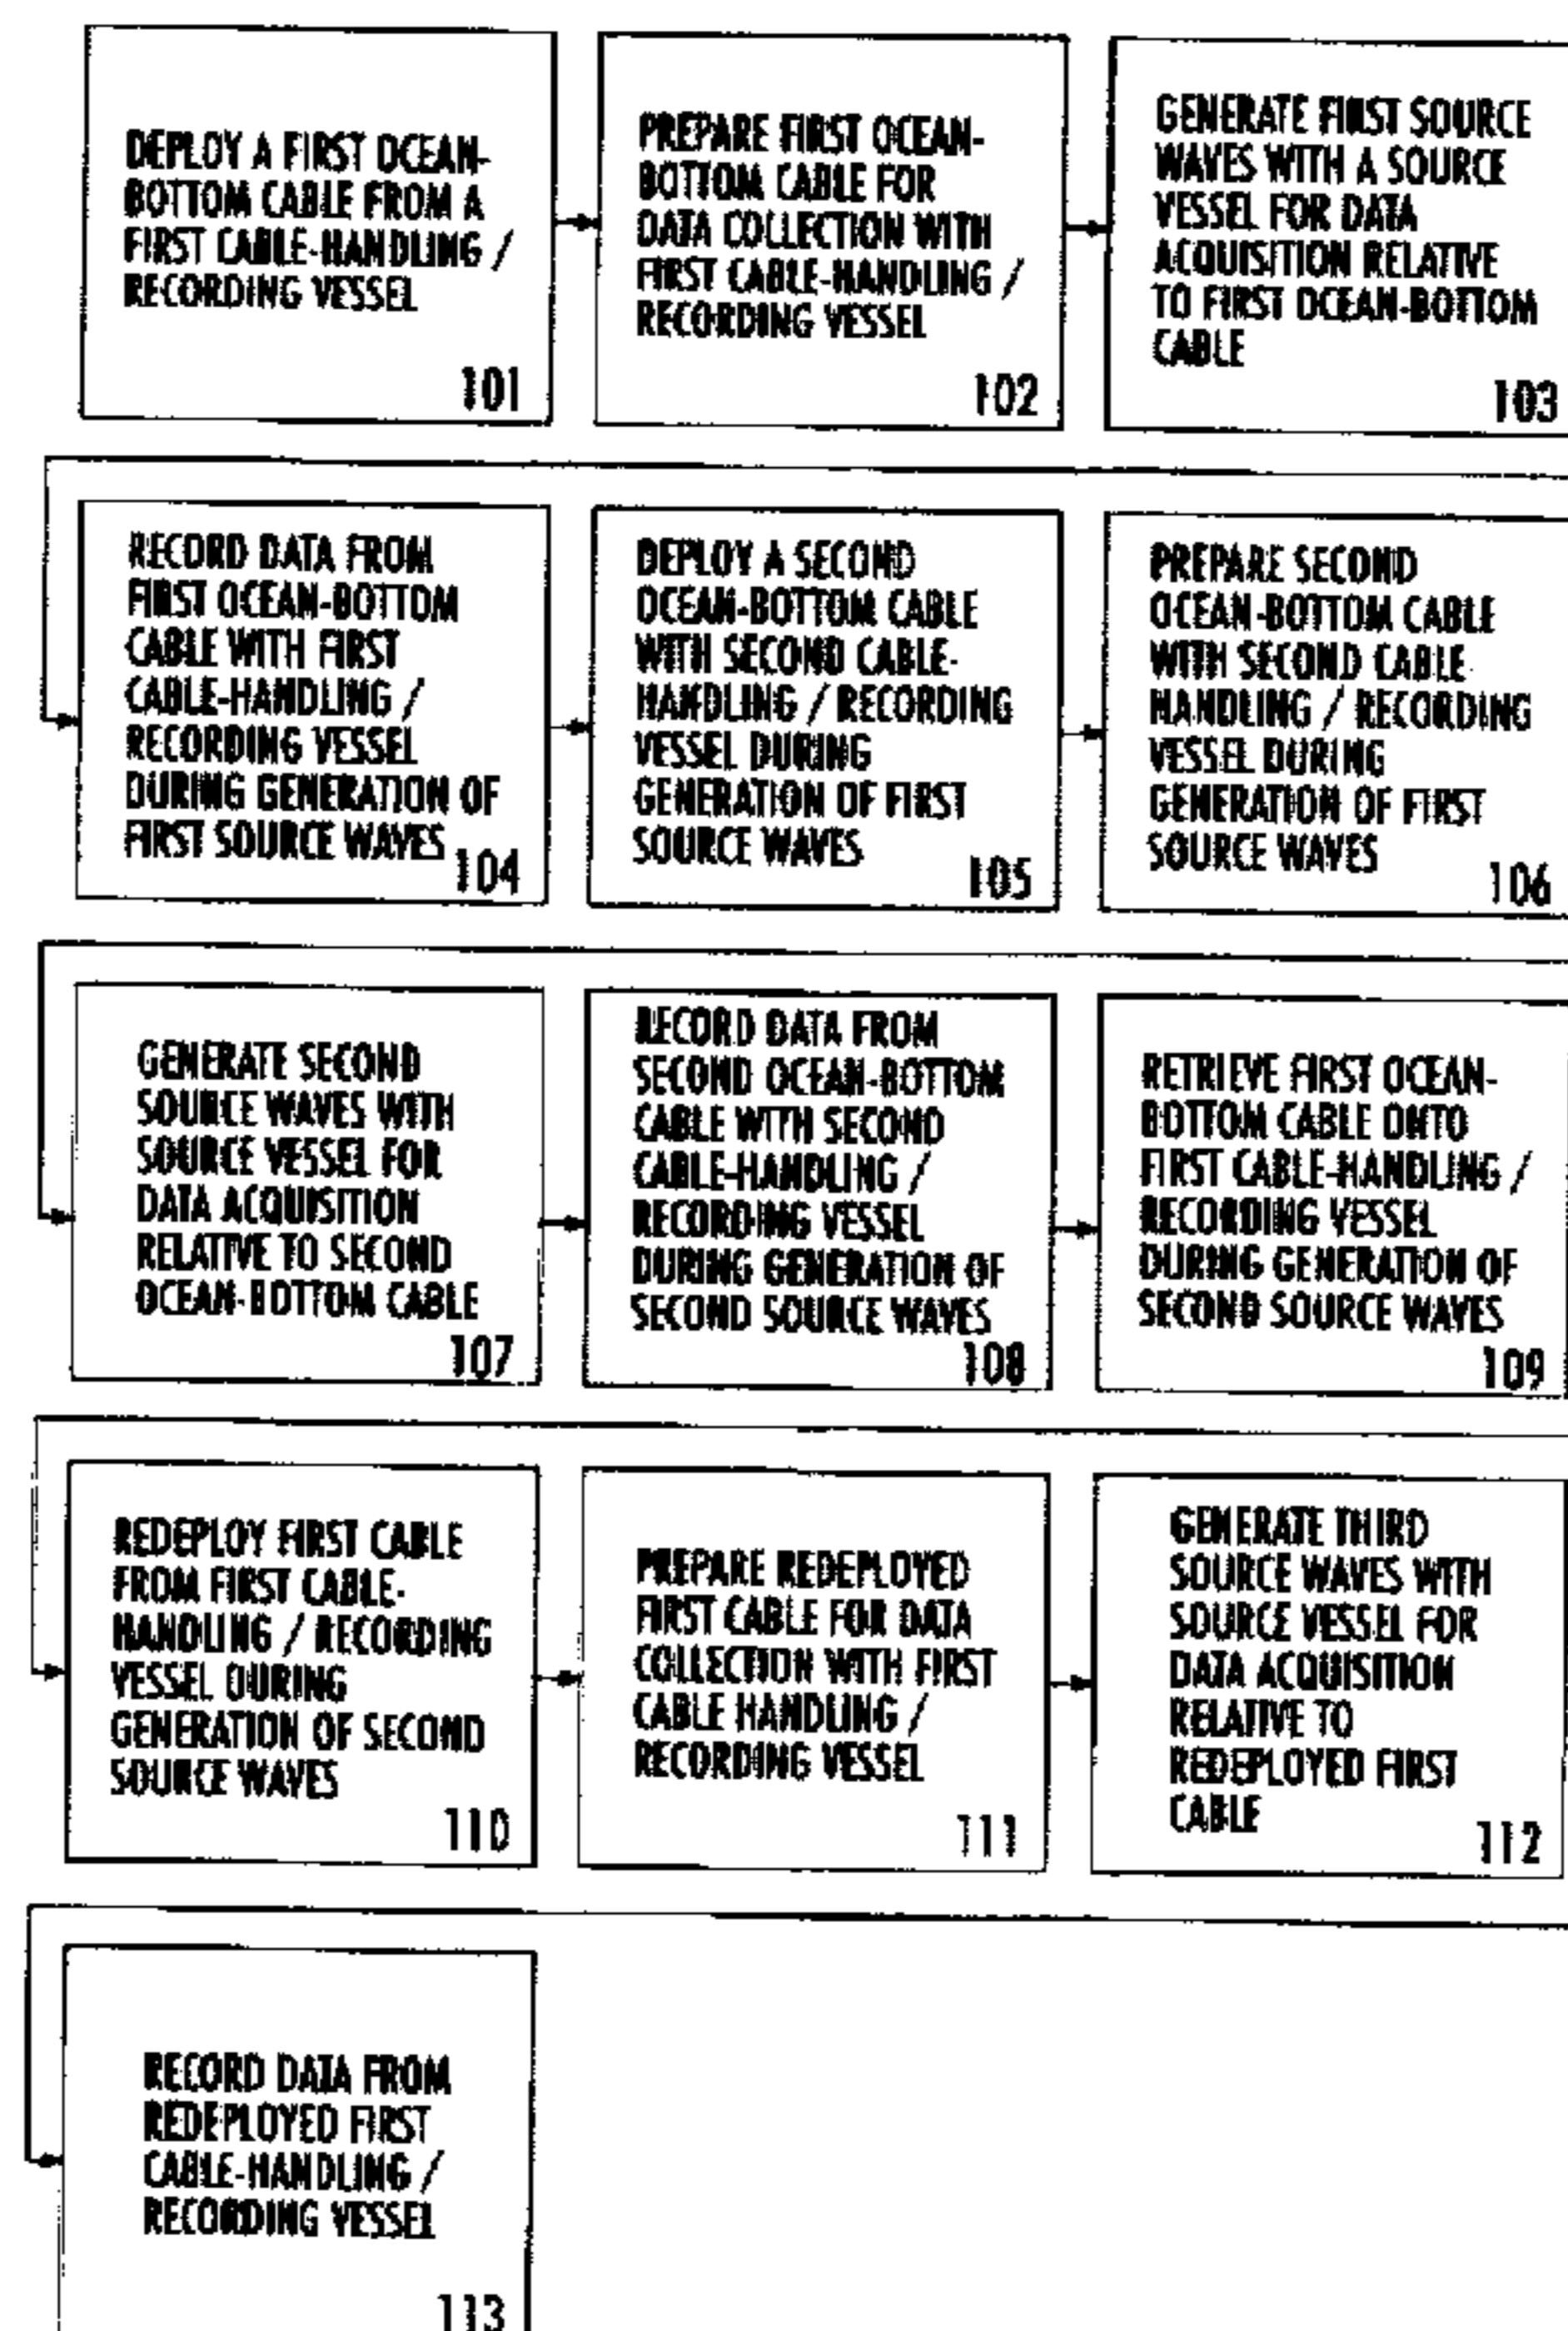 DEPLOY A FIRST OCEAN-
BOTTOM CABLE FROM A
FIRST CABLE-HANDLING /
RECORDING VESSEL
101
PREPARE FIRST OCEAN-
BOTTOM CABLE FOR
DATA COLLECTION WITH
FIRST CABLE-HANDLING /
RECORDING VESSEL
102
GENERATE FIRST SOURCE
WAVES WITH A SOURCE
VESSEL FOR DATA
ACQUISITION RELATIVE
TO FIRST OCEAN-BOTTOM
CABLE
103
RECORD DATA FROM
FIRST OCEAN-BOTTOM
CABLE WITH FIRST
CABLE-HANDLING /
RECORDING VESSEL
DURING GENERATION OF
FIRST SOURCE WAVES
104
DEPLOY A SECOND
OCEAN-BOTTOM CABLE
WITH SECOND CABLE-
HANDLING / RECORDING
VESSEL DURING
GENERATION OF FIRST
SOURCE WAVES
105
PREPARE SECOND
OCEAN-BOTTOM CABLE
WITH SECOND CABLE-
HANDLING / RECORDING
VESSEL DURING
GENERATION OF FIRST
SOURCE WAVES
106
GENERATE SECOND
SOURCE WAVES WITH
SOURCE VESSEL FOR
DATA ACQUISITION
RELATIVE TO SECOND
OCEAN-BOTTOM CABLE
107
RECORD DATA FROM
SECOND OCEAN-BOTTOM
CABLE WITH SECOND
CABLE-HANDLING /
RECORDING VESSEL
DURING GENERATION OF
SECOND SOURCE WAVES
108
RETRIEVE FIRST OCEAN-
BOTTOM CABLE ONTO
FIRST CABLE-HANDLING /
RECORDING VESSEL
DURING GENERATION OF
SECOND SOURCE WAVES
109
REDEPLOY FIRST CABLE
FROM FIRST CABLE-
HANDLING / RECORDING
VESSEL DURING
GENERATION OF SECOND
SOURCE WAVES
110
PREPARE REDEPLOYED
FIRST CABLE FOR DATA
COLLECTION WITH FIRST
CABLE HANDLING /
RECORDING VESSEL
111
GENERATE THIRD
SOURCE WAVES WITH
SOURCE VESSEL FOR
DATA ACQUISITION
RELATIVE TO
REDEPLOYED FIRST
CABLE
112
RECORD DATA FROM
REDEPLOYED FIRST
CABLE-HANDLING /
RECORDING VESSEL
113